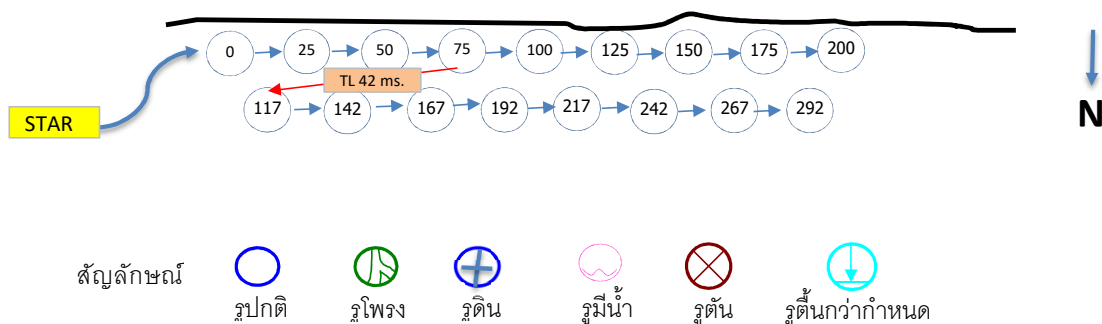 0 25 50 75 100 125 150 175 200
TL 42 ms.
117 142 167 192 217 242 267 292
STAR
N
สัญลักษณ์
รูปกติ รูโพรง รูดิน รูมีน้ำ รูตัน รูตื้นกว่ากำหนด